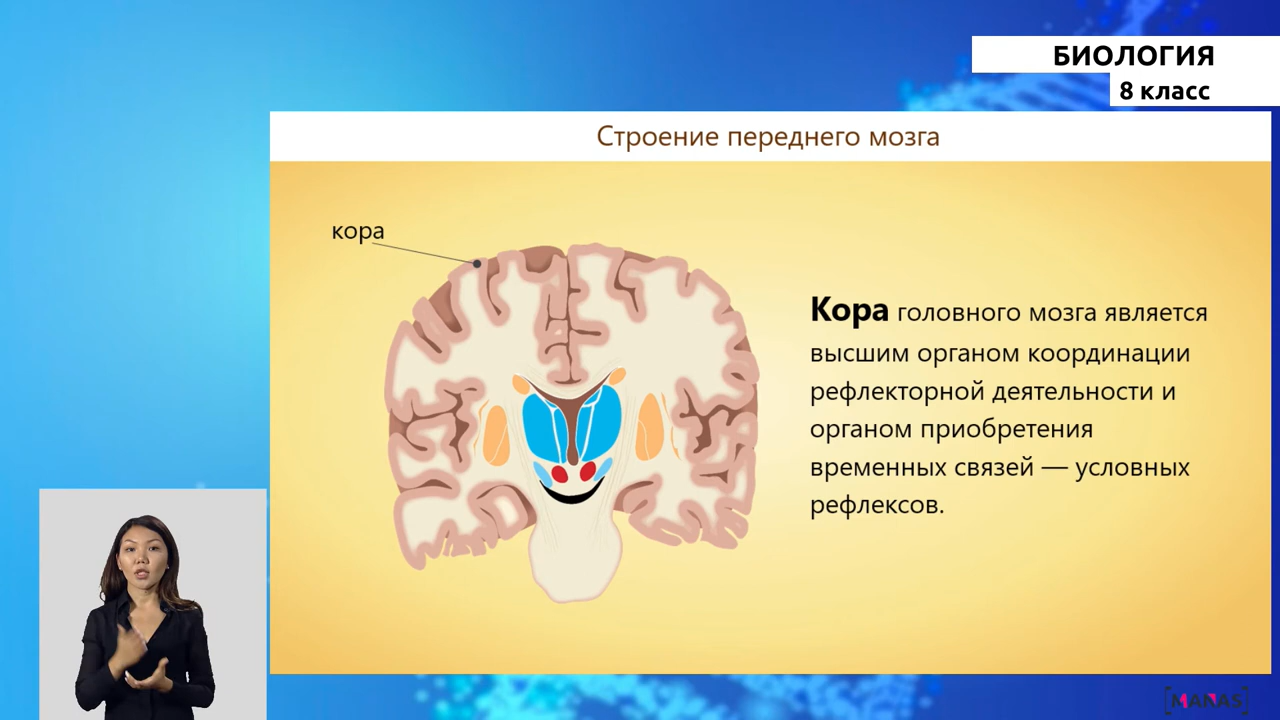 БИОЛОГИЯ
8 класс
Строение переднего мозга
кора
Кора головного мозга является
высшим органом координации
рефлекторной деятельности и
органом приобретения
временных связей — условных
рефлексов.
MANAS